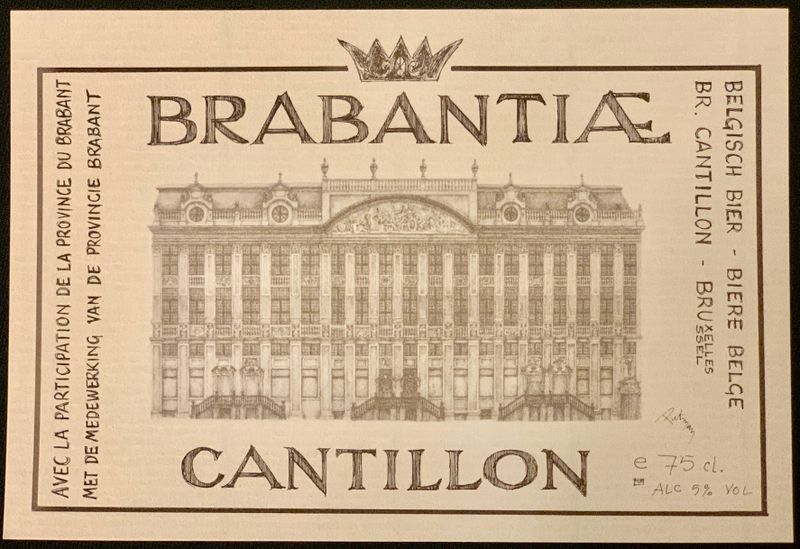 AVEC LA PARTICIPATION DE LA PROVINCE DU BRABANT
MET DE MEDEWERKING VAN DE PROVINCIE BRABANT
BRABANTIÆ
CANTILLON
BELGISCH BIER - BIERE BELGE
BR. CANTILLON - BRUXELLES
SSEL
e 75 cl.
ALC 5% VOL